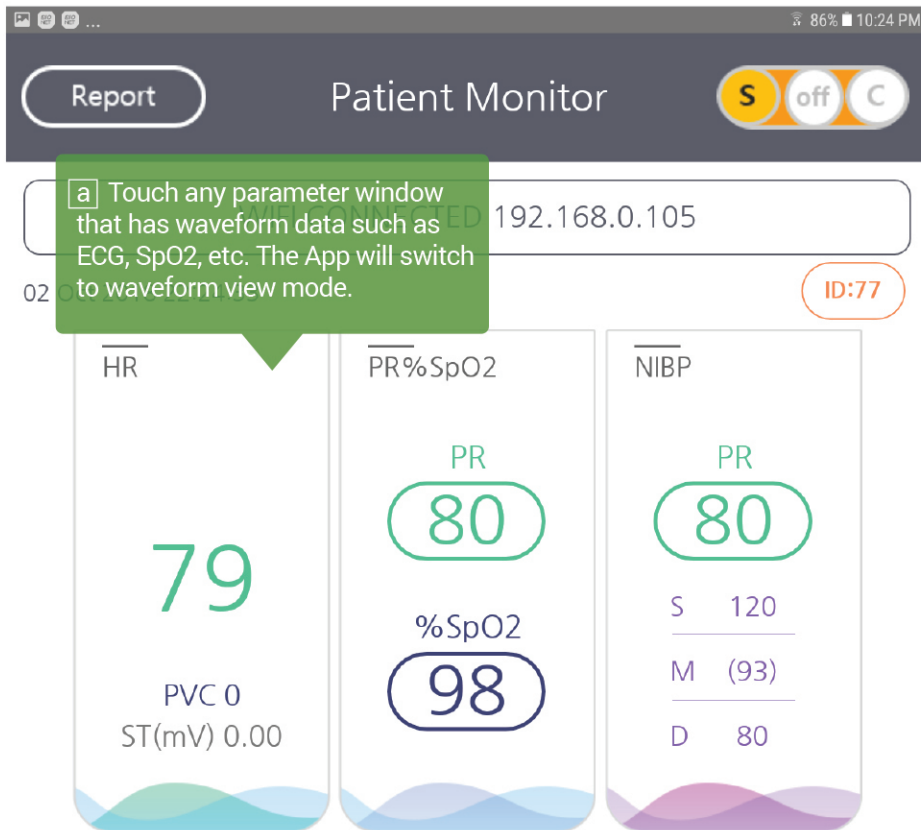 86% 10:24 PM
Report Patient Monitor S off C
a Touch any parameter window
that has waveform data such as
ECG, SpO2, etc. The App will switch
to waveform view mode.
CONNECTED 192.168.0.105
02
ID:77
HR PR%SpO2 NIBP
PR PR
80 80
79
S 120
%SpO2
M (93)
98
PVC 0
ST(mV) 0.00
D 80